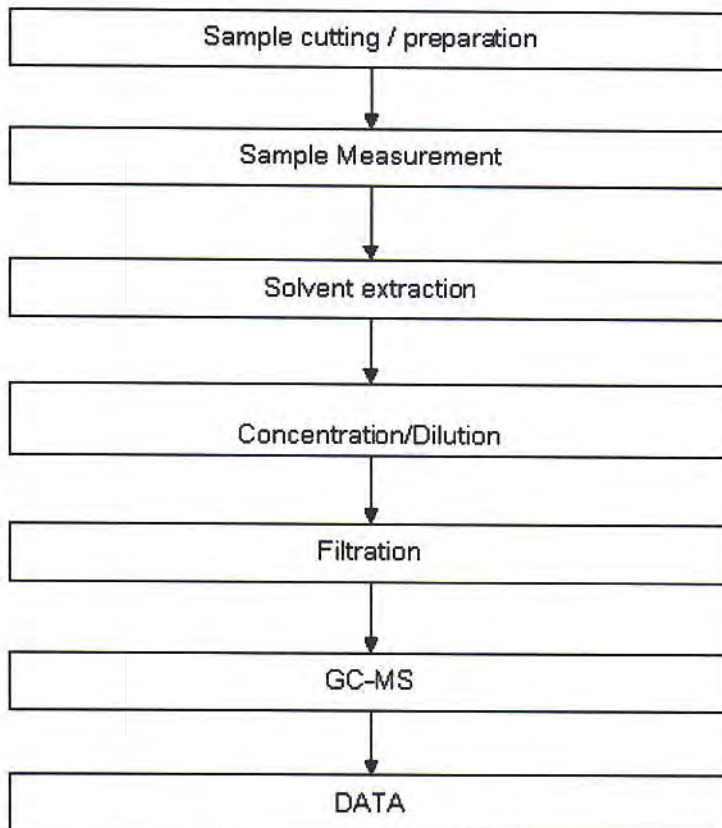 Sample cutting / preparation
Sample Measurement
Solvent extraction
Concentration/Dilution
Filtration
GC-MS
DATA